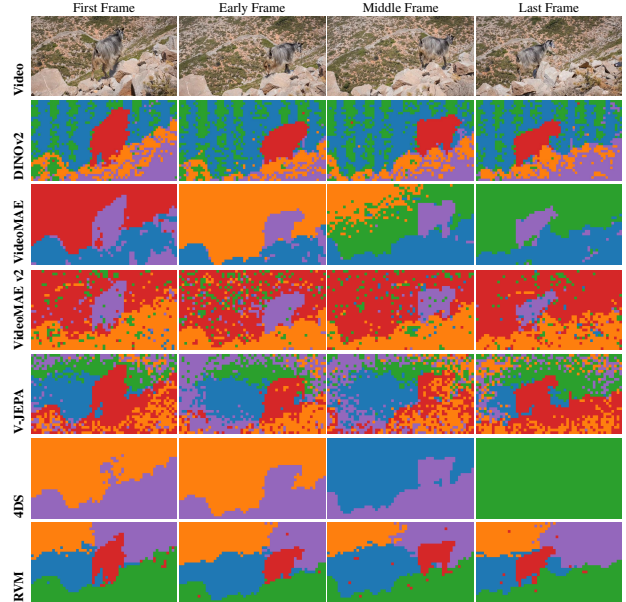 First Frame Early Frame Middle Frame Last Frame
Video
DINOv2
VideoMAE
VideoMAE v2
V-JEPA
4DS
RVM